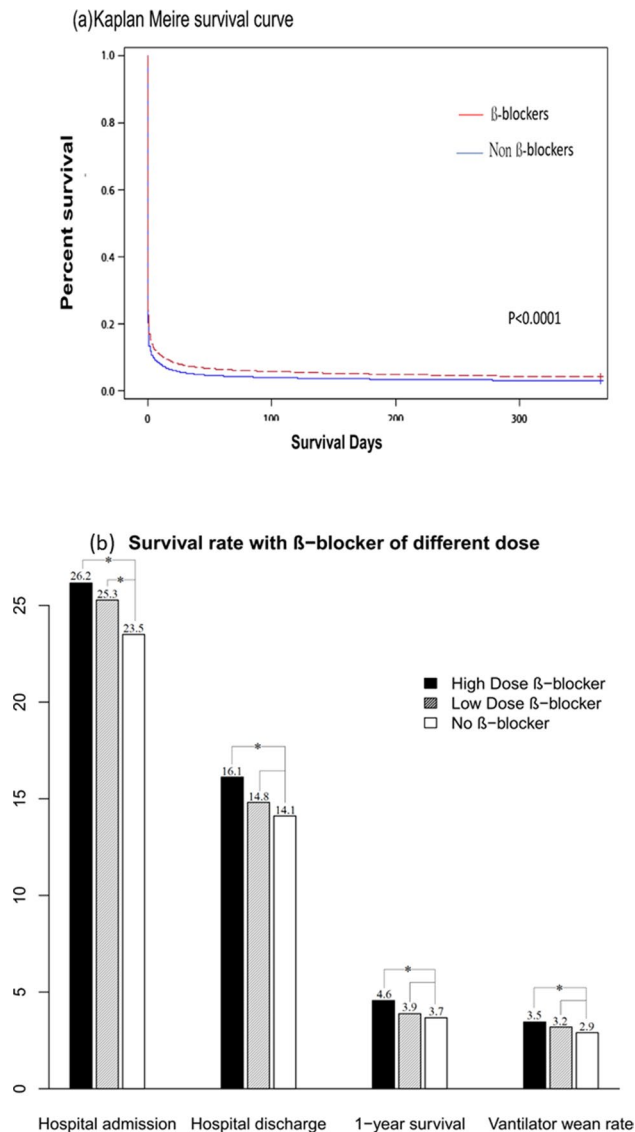 (a)Kaplan Meire survival curve
Percent survival
1.0
0.8
0.6
0.4
0.2
0.0
ß-blockers
Non ß-blockers
P<0.0001
0 100 200 300
Survival Days
(b) Survival rate with ß−blocker of different dose
25
20
15
10
5
0
High Dose ß−blocker
Low Dose ß−blocker
No ß−blocker
* *
26.2 25.3 23.5
*
16.1 14.8 14.1
*
4.6 3.9 3.7
*
3.5 3.2 2.9
Hospital admission Hospital discharge 1−year survival Vantilator wean rate